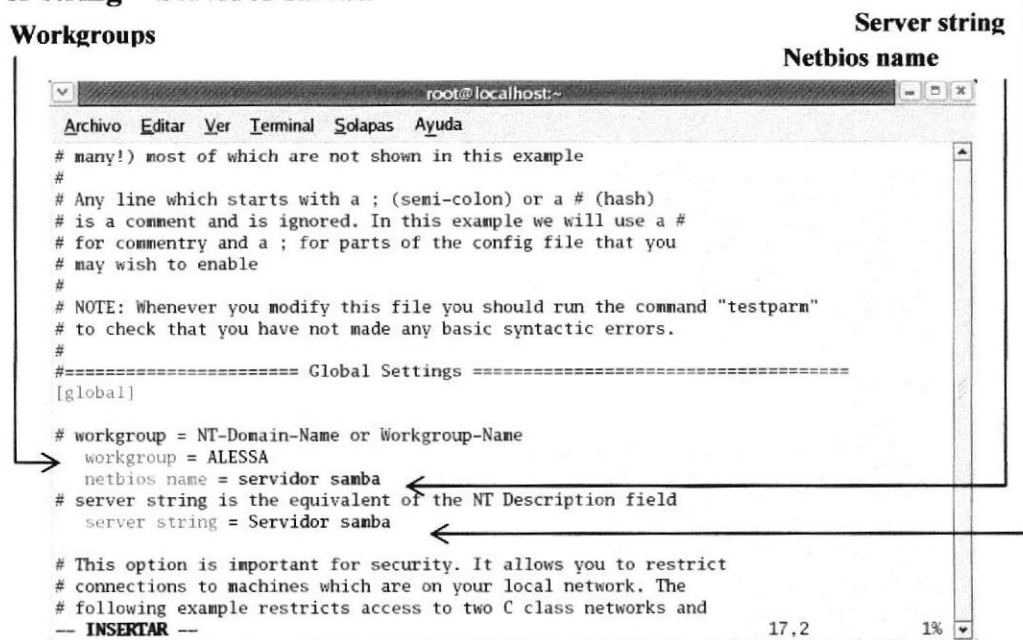 Workgroups
Server string
Netbios name
root@localhost:~
Archivo Editar Ver Terminal Solapas Ayuda
# many!) most of which are not shown in this example
#
# Any line which starts with a ; (semi-colon) or a # (hash)
# is a comment and is ignored. In this example we will use a #
# for commentry and a ; for parts of the config file that you
# may wish to enable
#
# NOTE: Whenever you modify this file you should run the command "testparm"
# to check that you have not made any basic syntactic errors.
#
#======================= Global Settings =====================================
[global]
# workgroup = NT-Domain-Name or Workgroup-Name
workgroup = ALESSA
netbios name = servidor samba
# server string is the equivalent of the NT Description field
server string = Servidor samba
# This option is important for security. It allows you to restrict
# connections to machines which are on your local network. The
# following example restricts access to two C class networks and
-- INSERTAR -- 17,2 1%